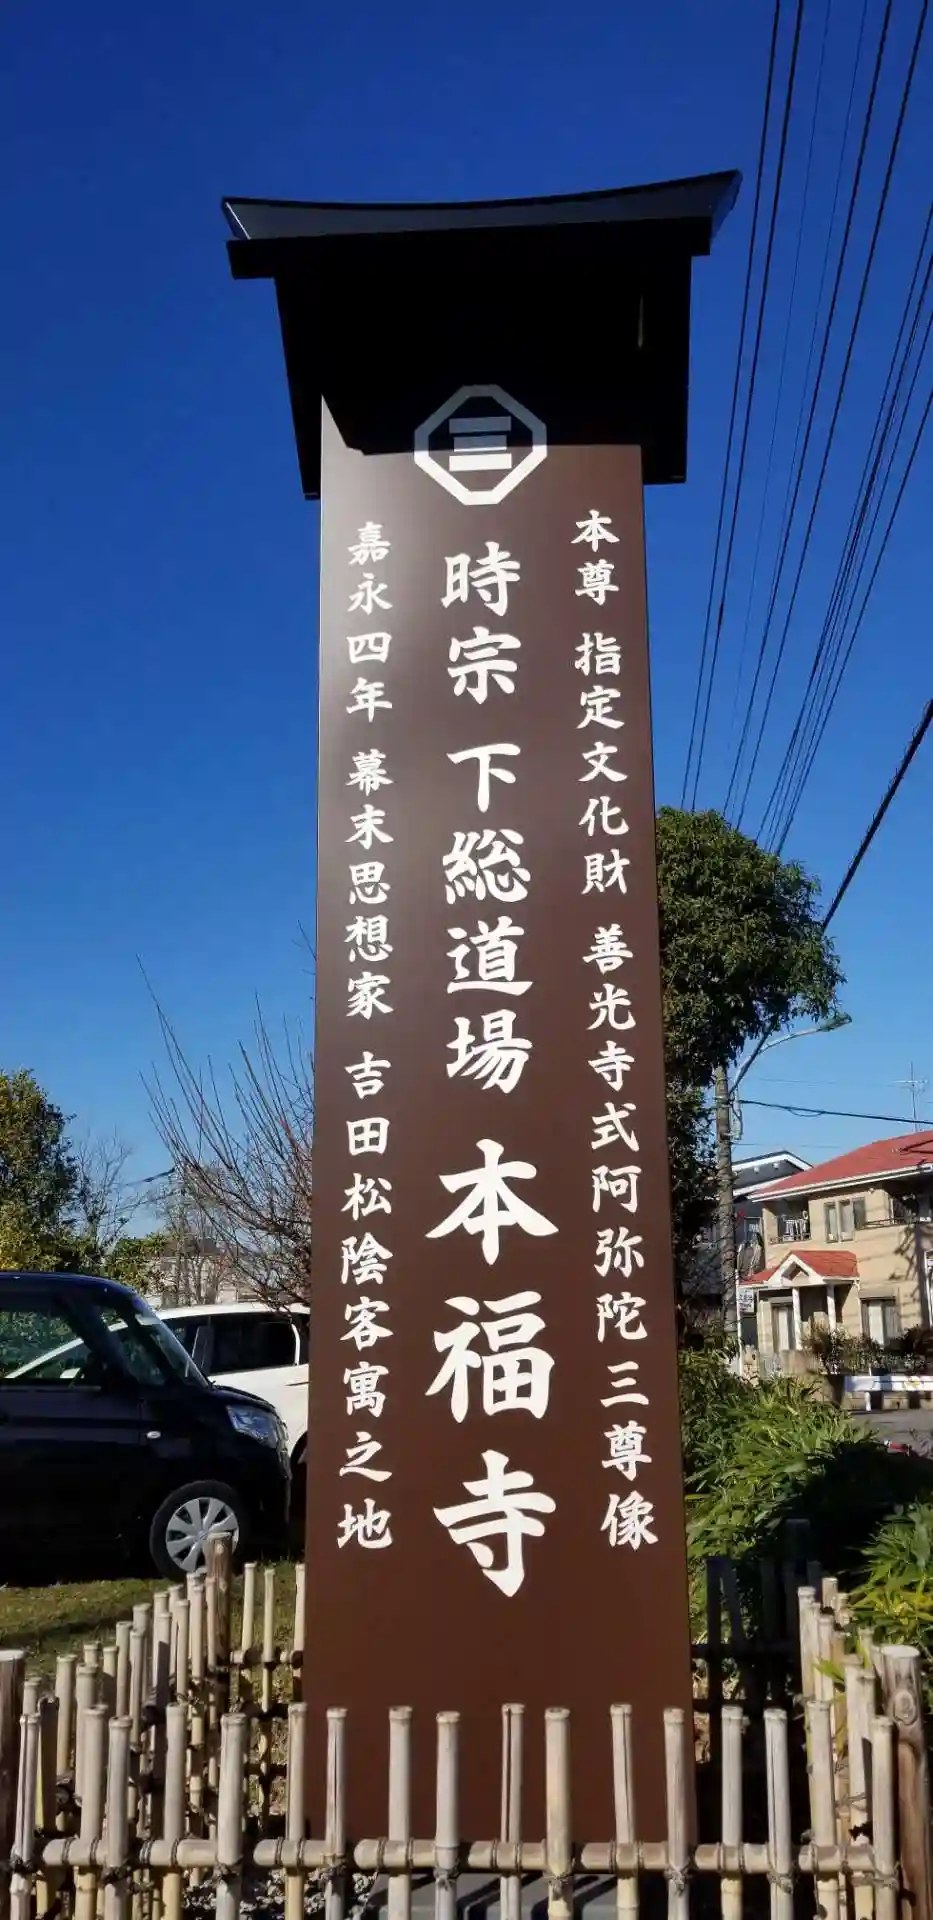 本尊 指定文化財 善光寺式阿弥陀三尊像
時宗 下総道場 本福寺
嘉永四年 幕末思想家 吉田松陰客寓之地